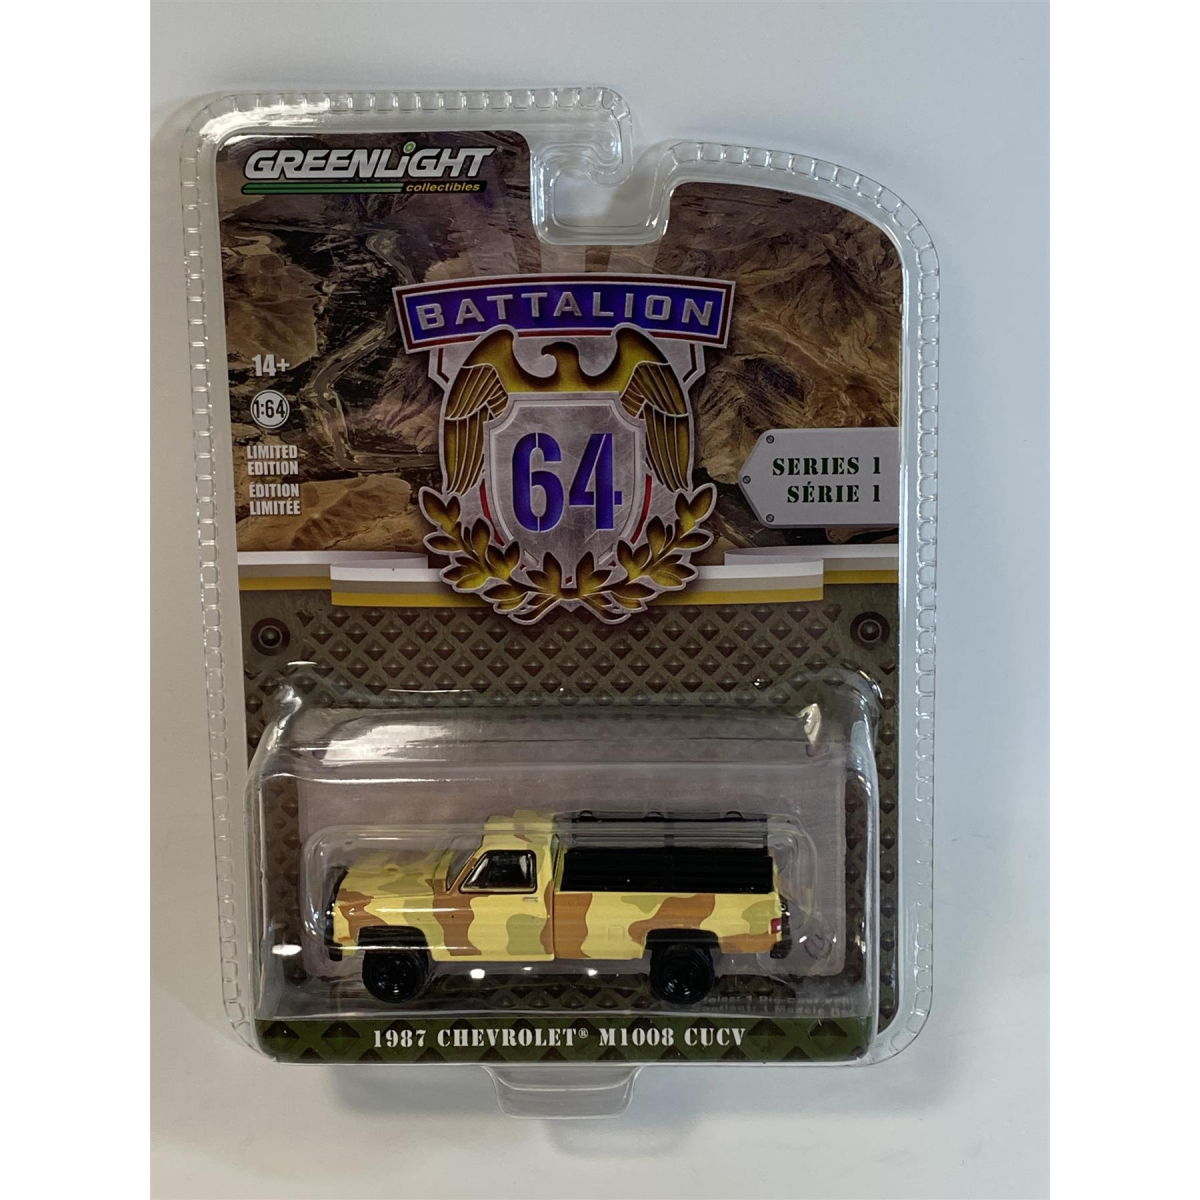 GREENLiGHT
collectibles
BATTALION
64
14+
1:64
LIMITED
EDITION
ÉDITION
LIMITÉE
SERIES 1
SÉRIE 1
1987 CHEVROLET® M1008 CUCV